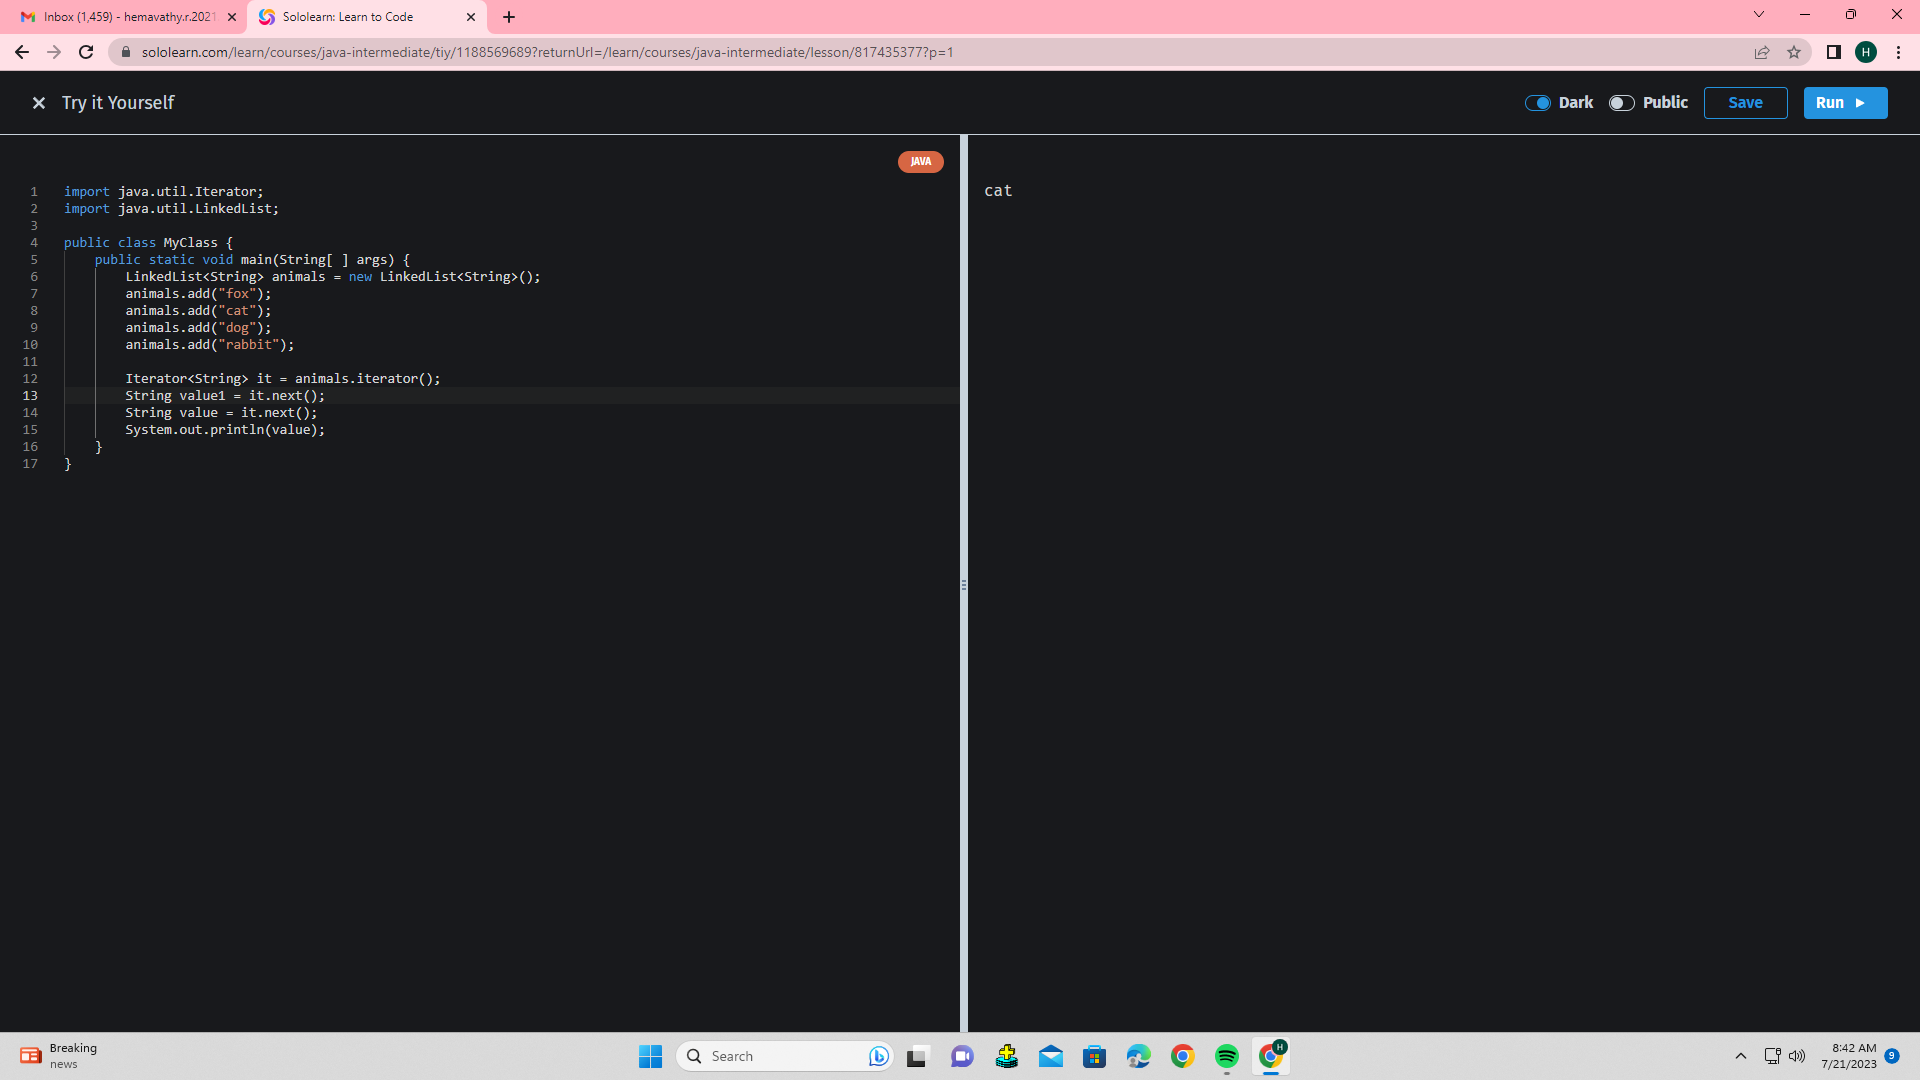 Inbox (1,459) - hemavathy.r.2021
Sololearn: Learn to Code
sololearn.com/learn/courses/java-intermediate/tiy/1188569689?returnUrl=/learn/courses/java-intermediate/lesson/817435377?p=1
H
Try it Yourself
Dark
Public
Save
Run
JAVA
1 import java.util.Iterator;
2 import java.util.LinkedList;
3
4 public class MyClass {
5 public static void main(String[ ] args) {
6 LinkedList<String> animals = new LinkedList<String>();
7 animals.add("fox");
8 animals.add("cat");
9 animals.add("dog");
10 animals.add("rabbit");
11
12 Iterator<String> it = animals.iterator();
13 String value1 = it.next();
14 String value = it.next();
15 System.out.println(value);
16 }
17 }
cat
Breaking
news
Search
H
8:42 AM
7/21/2023
9